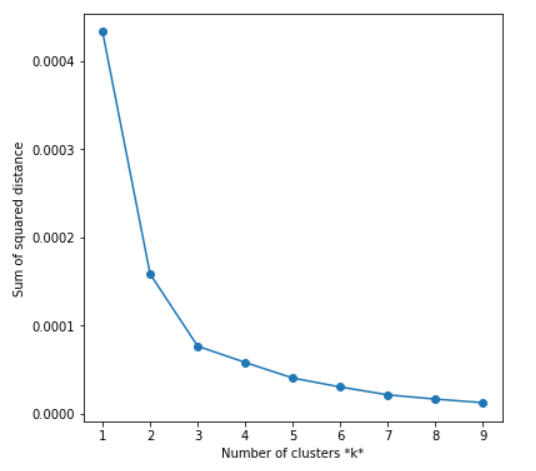 0.0004
0.0003
0.0002
0.0001
0.0000
Sum of squared distance
1 2 3 4 5 6 7 8 9
Number of clusters *k*